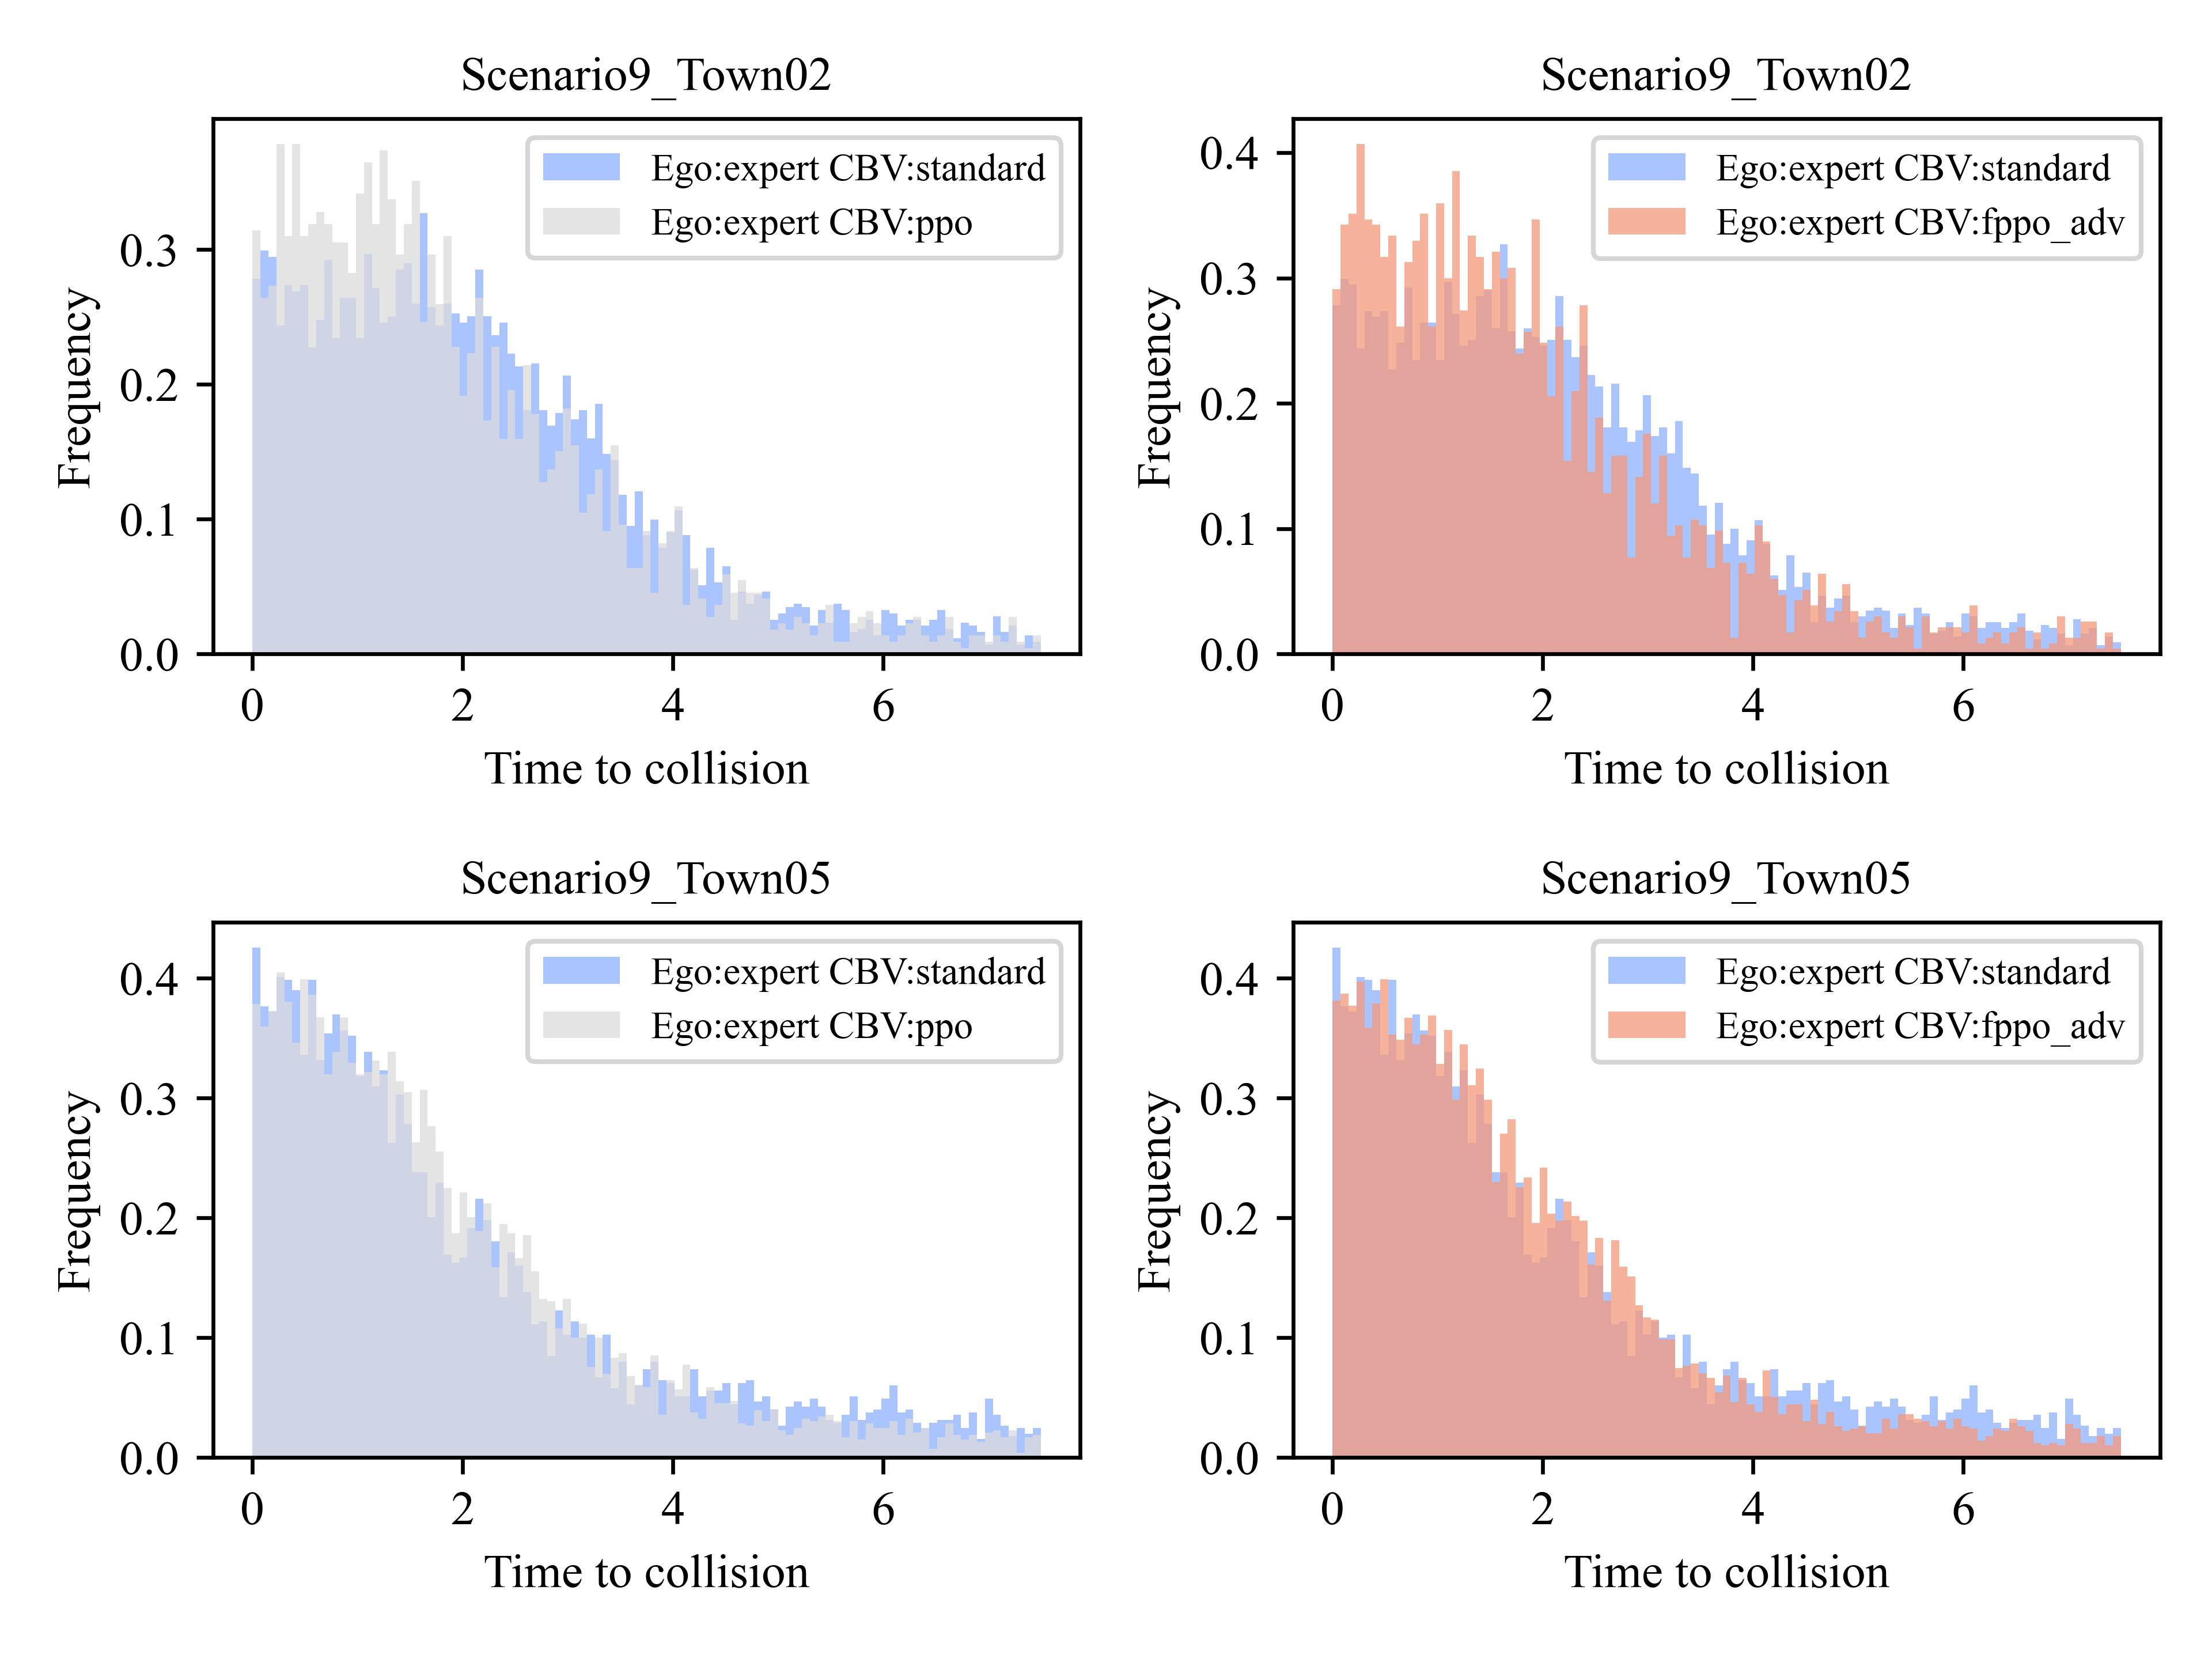 Scenario9_Town02
Frequency
0.3
0.2
0.1
0.0
0
2
4
6
Time to collision
Ego:expert CBV:standard
Ego:expert CBV:ppo
Scenario9_Town02
Frequency
0.4
0.3
0.2
0.1
0.0
0
2
4
6
Time to collision
Ego:expert CBV:standard
Ego:expert CBV:fppo_adv
Scenario9_Town05
Frequency
0.4
0.3
0.2
0.1
0.0
0
2
4
6
Time to collision
Ego:expert CBV:standard
Ego:expert CBV:ppo
Scenario9_Town05
Frequency
0.4
0.3
0.2
0.1
0.0
0
2
4
6
Time to collision
Ego:expert CBV:standard
Ego:expert CBV:fppo_adv